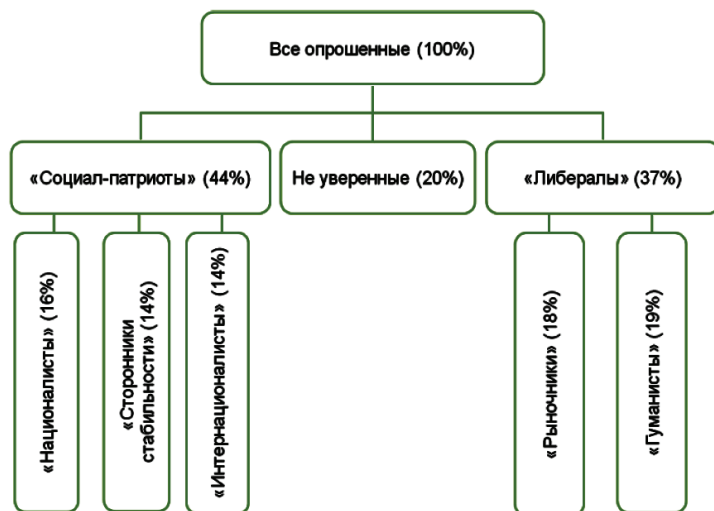 Все опрошенные (100%)
«Социал-патриоты» (44%)
Не уверенные (20%)
«Либералы» (37%)
«Националисты» (16%)
«Сторонники
стабильности» (14%)
«Интернационалисты» (14%)
«Рыночники» (18%)
«Гуманисты» (19%)